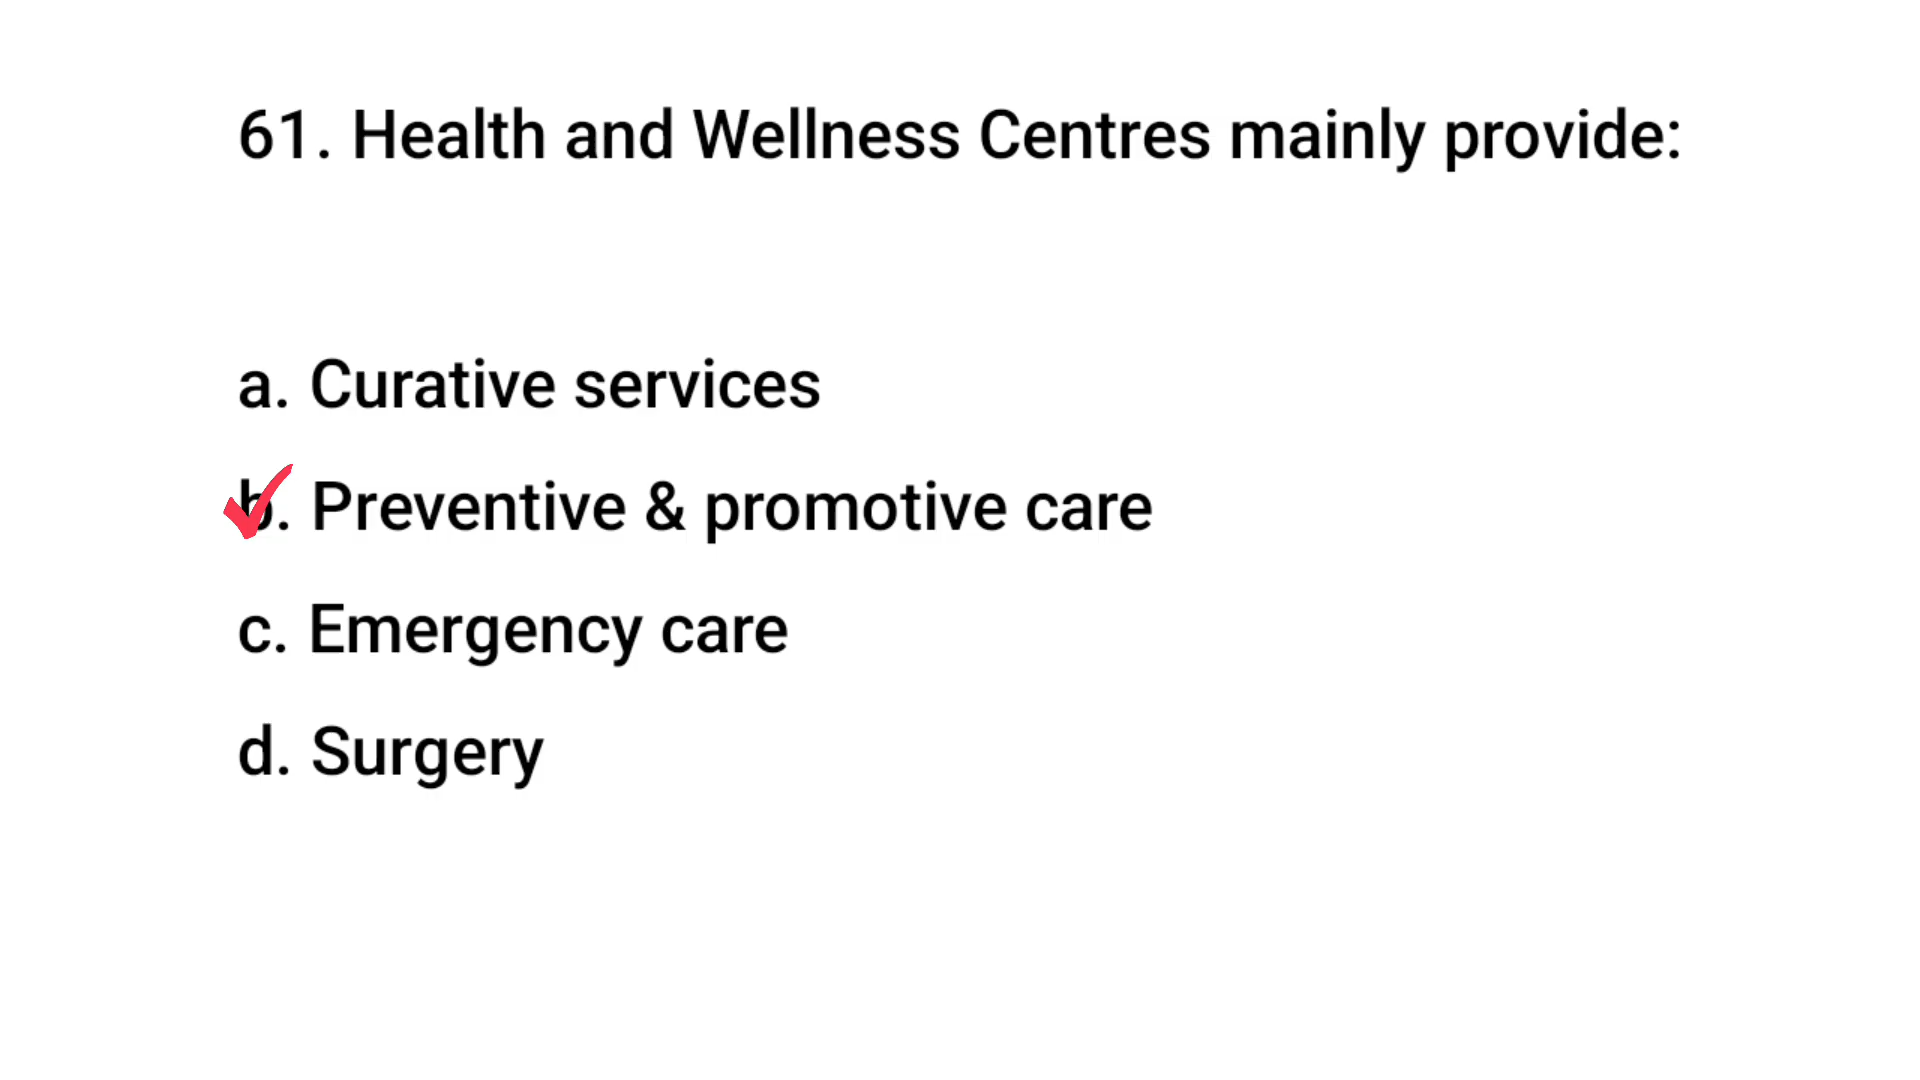 61. Health and Wellness Centres mainly provide:
a. Curative services
b. Preventive & promotive care
c. Emergency care
d. Surgery